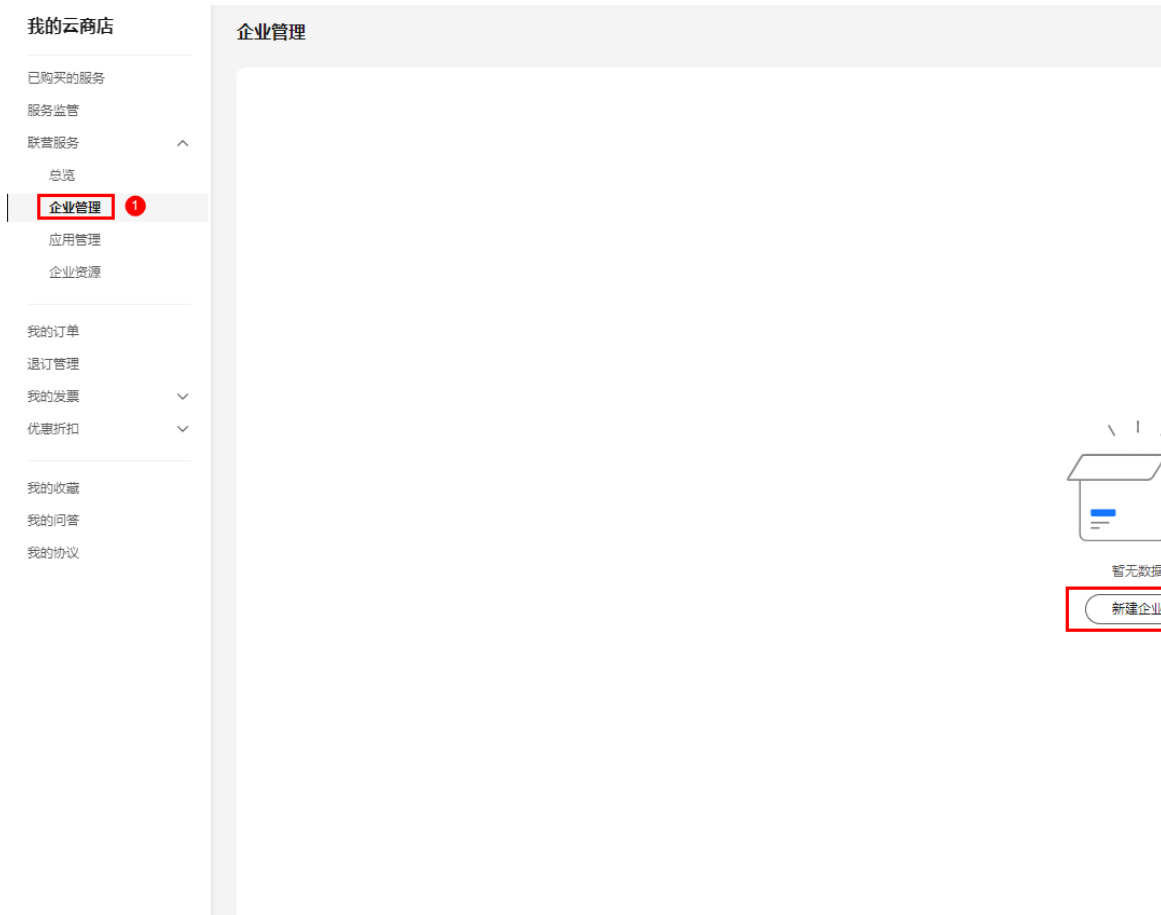 我的云商店
已购买的服务
服务监管
联营服务
总览
企业管理
1
应用管理
企业资源
我的订单
退订管理
我的发票
优惠折扣
我的收藏
我的问答
我的协议
企业管理
暂无数据
新建企业